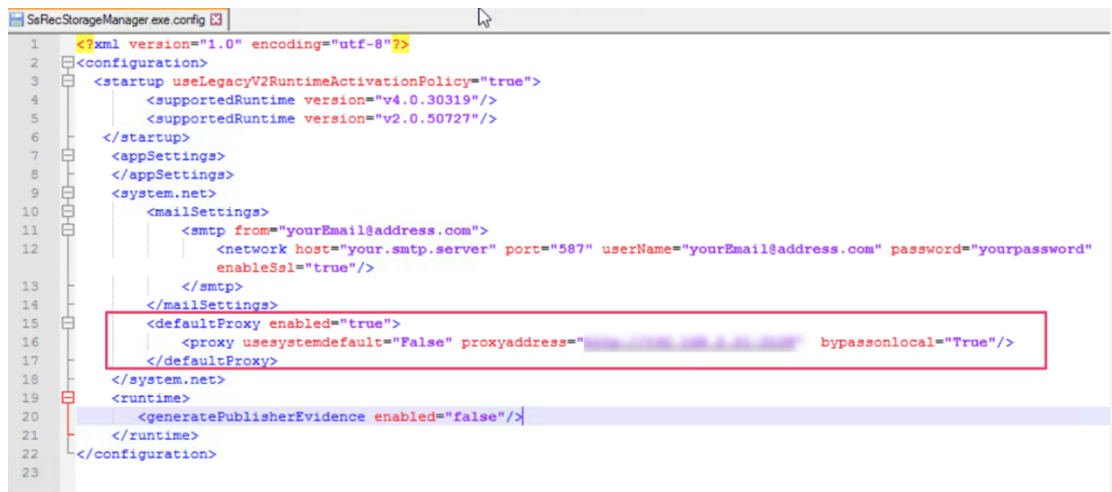 SsRecStorageManager.exe.config
1 <?xml version="1.0" encoding="utf-8"?>
2 <configuration>
3 <startup useLegacyV2RuntimeActivationPolicy="true">
4 <supportedRuntime version="v4.0.30319"/>
5 <supportedRuntime version="v2.0.50727"/>
6 </startup>
7 <appSettings>
8 </appSettings>
9 <system.net>
10 <mailSettings>
11 <smtp from="yourEmail@address.com">
12 <network host="your.smtp.server" port="587" userName="yourEmail@address.com" password="yourpassword"
enableSsl="true"/>
13 </smtp>
14 </mailSettings>
15 <defaultProxy enabled="true">
16 <proxy usesystemdefault="False" proxyaddress=" bypassonlocal="True"/>
17 </defaultProxy>
18 </system.net>
19 <runtime>
20 <generatePublisherEvidence enabled="false"/>
21 </runtime>
22 </configuration>
23